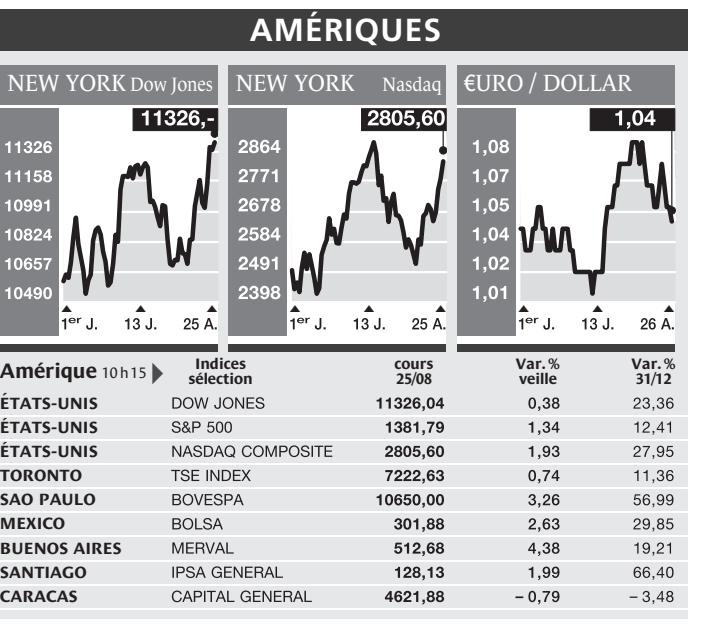 AMÉRIQUES
NEW YORK Dow Jones
11326,-
11326
11158
10991
10824
10657
10490
1er J. 13 J. 25 A.
NEW YORK Nasdaq
2805,60
2864
2771
2678
2584
2491
2398
1er J. 13 J. 25 A.
€URO / DOLLAR
1,04
1,08
1,07
1,05
1,04
1,02
1,01
1er J. 13 J. 26 A.
Amérique 10h15 Indices sélection cours 25/08 Var. % veille Var. % 31/12
ÉTATS-UNIS DOW JONES 11326,04 0,38 23,36
ÉTATS-UNIS S&P 500 1381,79 1,34 12,41
ÉTATS-UNIS NASDAQ COMPOSITE 2805,60 1,93 27,95
TORONTO TSE INDEX 7222,63 0,74 11,36
SAO PAULO BOVESPA 10650,00 3,26 56,99
MEXICO BOLSA 301,88 2,63 29,85
BUENOS AIRES MERVAL 512,68 4,38 19,21
SANTIAGO IPSA GENERAL 128,13 1,99 66,40
CARACAS CAPITAL GENERAL 4621,88 – 0,79 – 3,48